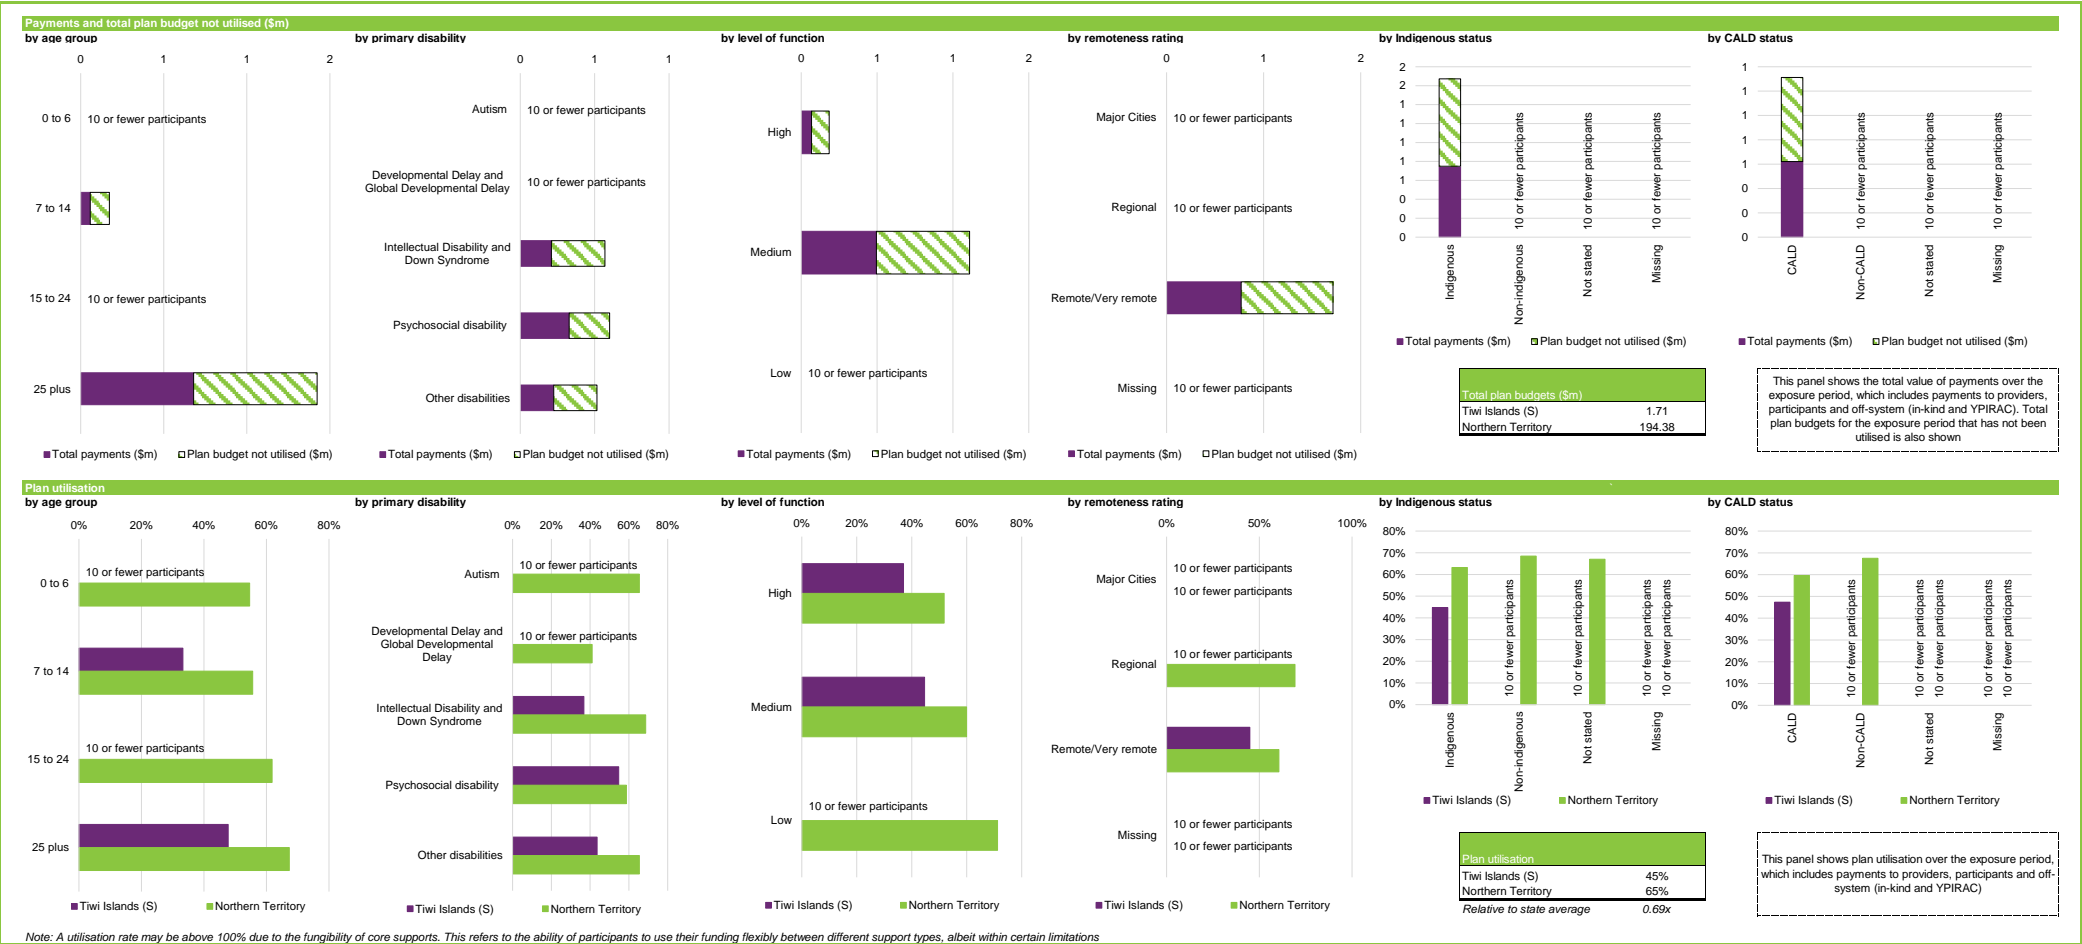 Payments and total plan budget not utilised ($m)
by age group
0 1 1 2
0 to 6
10 or fewer participants
7 to 14
15 to 24
10 or fewer participants
25 plus
Total payments ($m) Plan budget not utilised ($m)
by primary disability
0 1 1
Autism
10 or fewer participants
Developmental Delay and
Global Developmental Delay
10 or fewer participants
Intellectual Disability and
Down Syndrome
Psychosocial disability
Other disabilities
Total payments ($m) Plan budget not utilised ($m)
by level of function
0 1 1 2
High
Medium
Low
10 or fewer participants
Total payments ($m) Plan budget not utilised ($m)
by remoteness rating
0 1 2
Major Cities
10 or fewer participants
Regional
10 or fewer participants
Remote/Very remote
Missing
10 or fewer participants
Total payments ($m) Plan budget not utilised ($m)
by Indigenous status
2
2
1
1
1
1
1
0
0
0
10 or fewer participants
10 or fewer participants
10 or fewer participants
Indigenous
Non-indigenous
Not stated
Missing
Total payments ($m) Plan budget not utilised ($m)
Total plan budgets ($m)
Tiwi Islands (S) 1.71
Northern Territory 194.38
by CALD status
1
1
1
1
1
0
0
0
10 or fewer participants
10 or fewer participants
10 or fewer participants
CALD
Non-CALD
Not stated
Missing
Total payments ($m) Plan budget not utilised ($m)
This panel shows the total value of payments over the
exposure period, which includes payments to providers,
participants and off-system (in-kind and YPIRAC). Total
plan budgets for the exposure period that has not been
utilised is also shown
Plan utilisation
by age group
0% 20% 40% 60% 80%
0 to 6
10 or fewer participants
7 to 14
15 to 24
10 or fewer participants
25 plus
Tiwi Islands (S) Northern Territory
by primary disability
0% 20% 40% 60% 80%
Autism
10 or fewer participants
Developmental Delay and
Global Developmental
Delay
10 or fewer participants
Intellectual Disability and
Down Syndrome
Psychosocial disability
Other disabilities
Tiwi Islands (S) Northern Territory
by level of function
0% 20% 40% 60% 80%
High
Medium
Low
10 or fewer participants
Tiwi Islands (S) Northern Territory
by remoteness rating
0% 50% 100%
Major Cities
10 or fewer participants
10 or fewer participants
Regional
10 or fewer participants
Remote/Very remote
Missing
10 or fewer participants
10 or fewer participants
Tiwi Islands (S) Northern Territory
by Indigenous status
80%
70%
60%
50%
40%
30%
20%
10%
0%
10 or fewer participants
10 or fewer participants
10 or fewer participants
10 or fewer participants
Indigenous
Non-indigenous
Not stated
Missing
Tiwi Islands (S) Northern Territory
Plan utilisation
Tiwi Islands (S) 45%
Northern Territory 65%
Relative to state average 0.69x
by CALD status
80%
70%
60%
50%
40%
30%
20%
10%
0%
10 or fewer participants
10 or fewer participants
10 or fewer participants
10 or fewer participants
10 or fewer participants
CALD
Non-CALD
Not stated
Missing
Tiwi Islands (S) Northern Territory
This panel shows plan utilisation over the exposure period,
which includes payments to providers, participants and off-
system (in-kind and YPIRAC)
Note: A utilisation rate may be above 100% due to the fungibility of core supports. This refers to the ability of participants to use their funding flexibly between different support types, albeit within certain limitations